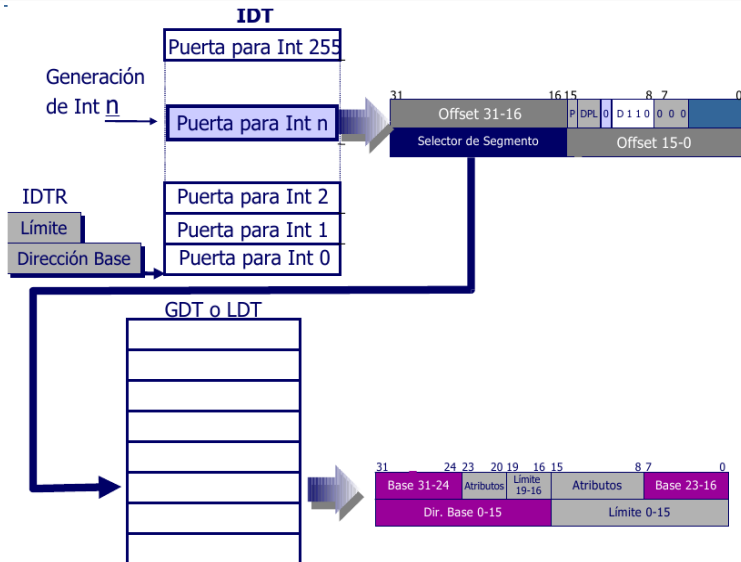 IDT
Puerta para Int 255
Generación
de Int n
Puerta para Int n
31 16 15 8 7 0
Offset 31-16 P DPL 0 D 1 1 0 0 0 0
Selector de Segmento Offset 15-0
Puerta para Int 2
IDTR
Límite
Puerta para Int 1
Dirección Base
Puerta para Int 0
GDT o LDT
31 24 23 20 19 16 15 8 7 0
Base 31-24 Atributos Límite
19-16 Atributos Base 23-16
Dir. Base 0-15 Límite 0-15